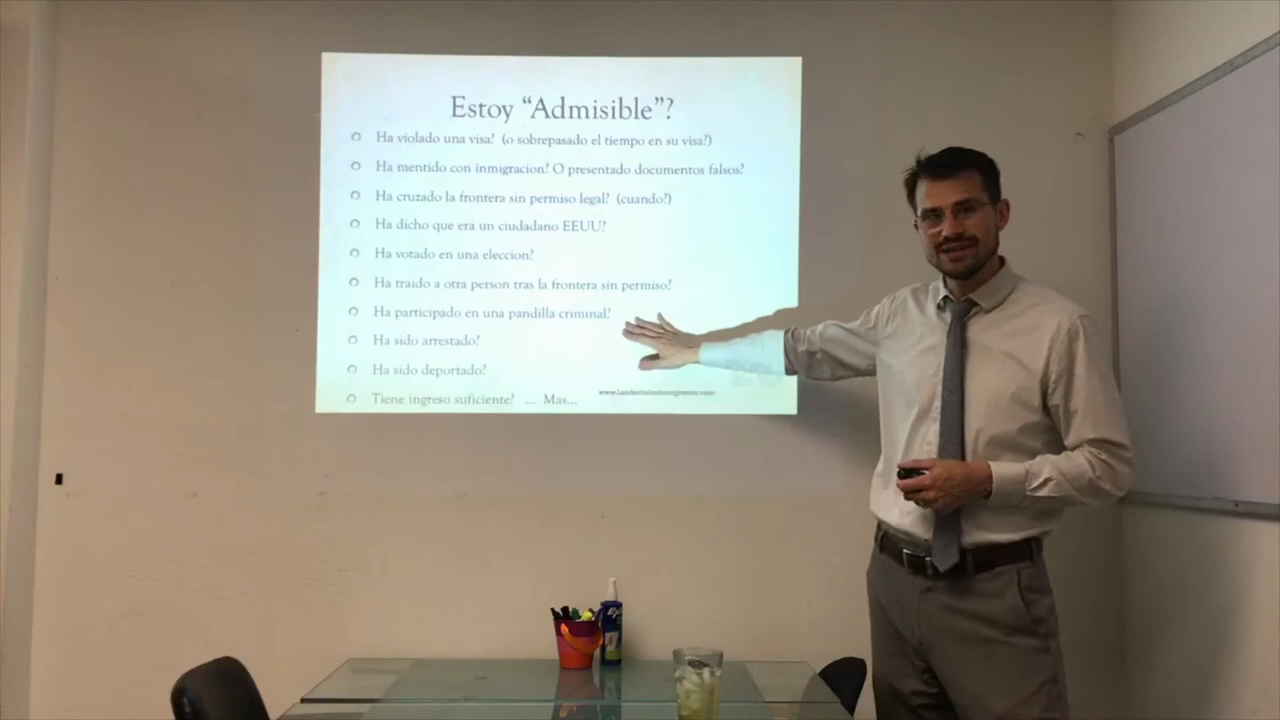 Estoy "Admisible"?
Ha violado una visa? (o sobrepasado el tiempo en su visa?)
Ha mentido con inmigracion? O presentado documentos falsos?
Ha cruzado la frontera sin permiso legal? (cuando?)
Ha dicho que era un ciudadano EEUU?
Ha votado en una eleccion?
Ha traido a otra person tras la frontera sin permiso?
Ha participado en una pandilla criminal?
Ha sido arrestado?
Ha sido deportado?
Tiene ingreso suficiente? ... Mas...